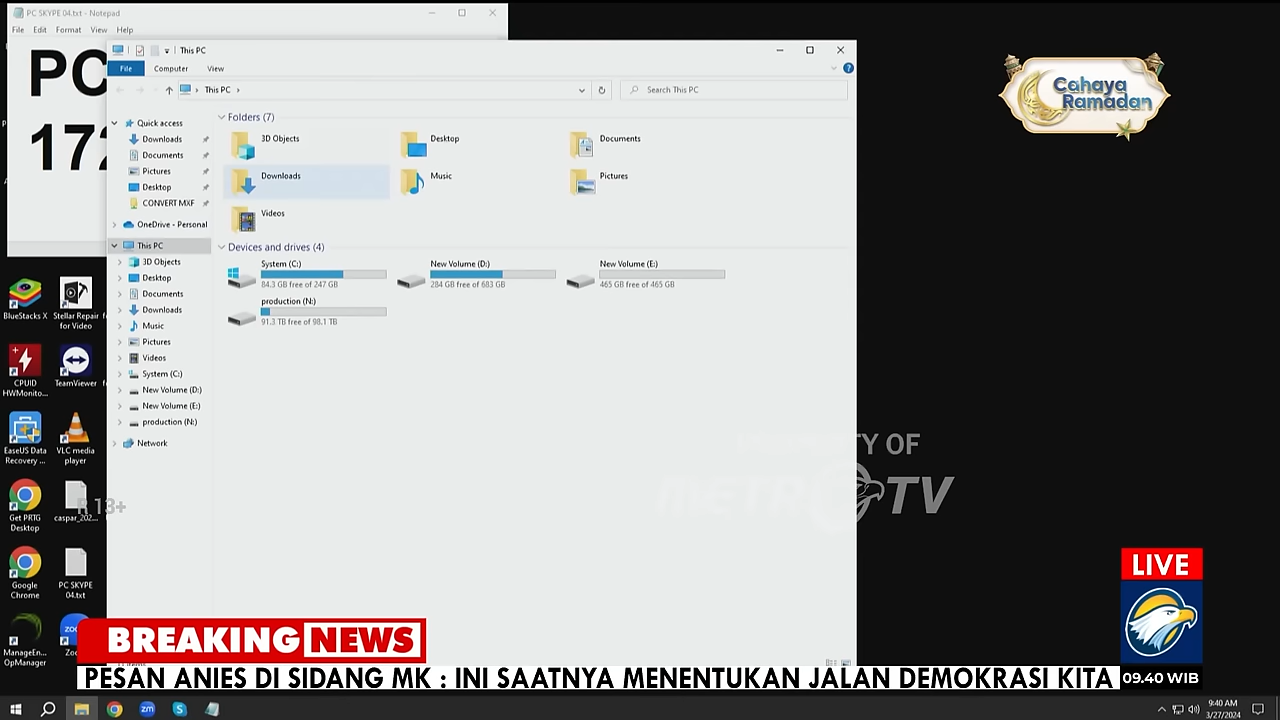 PC SKYPE 04.txt - Notepad
File Edit Format View Help
PC
172
This PC
File Computer View
This PC
Search This PC
Quick access
Downloads
Documents
Pictures
Desktop
CONVERT MXF
OneDrive - Personal
This PC
3D Objects
Desktop
Documents
Downloads
Music
Pictures
Videos
System (C:)
New Volume (D:)
New Volume (E:)
production (N:)
Network
Folders (7)
3D Objects
Desktop
Documents
Downloads
Music
Pictures
Videos
Devices and drives (4)
System (C:)
84.3 GB free of 247 GB
New Volume (D:)
284 GB free of 683 GB
New Volume (E:)
465 GB free of 465 GB
production (N:)
91.3 TB free of 98.1 TB
BlueStacks X
Stellar Repair
for Video
CPUID
HWMonito...
TeamViewer
EaseUS Data
Recovery ...
VLC media
player
Get PRTG
Desktop
caspar_202...
Google
Chrome
PC SKYPE
04.txt
ManageEn...
OpManager
Cahaya
Ramadan
TY OF
METRO TV
R 13+
LIVE
BREAKING NEWS
PESAN ANIES DI SIDANG MK : INI SAATNYA MENENTUKAN JALAN DEMOKRASI KITA
09.40 WIB
9:40 AM
3/27/2024